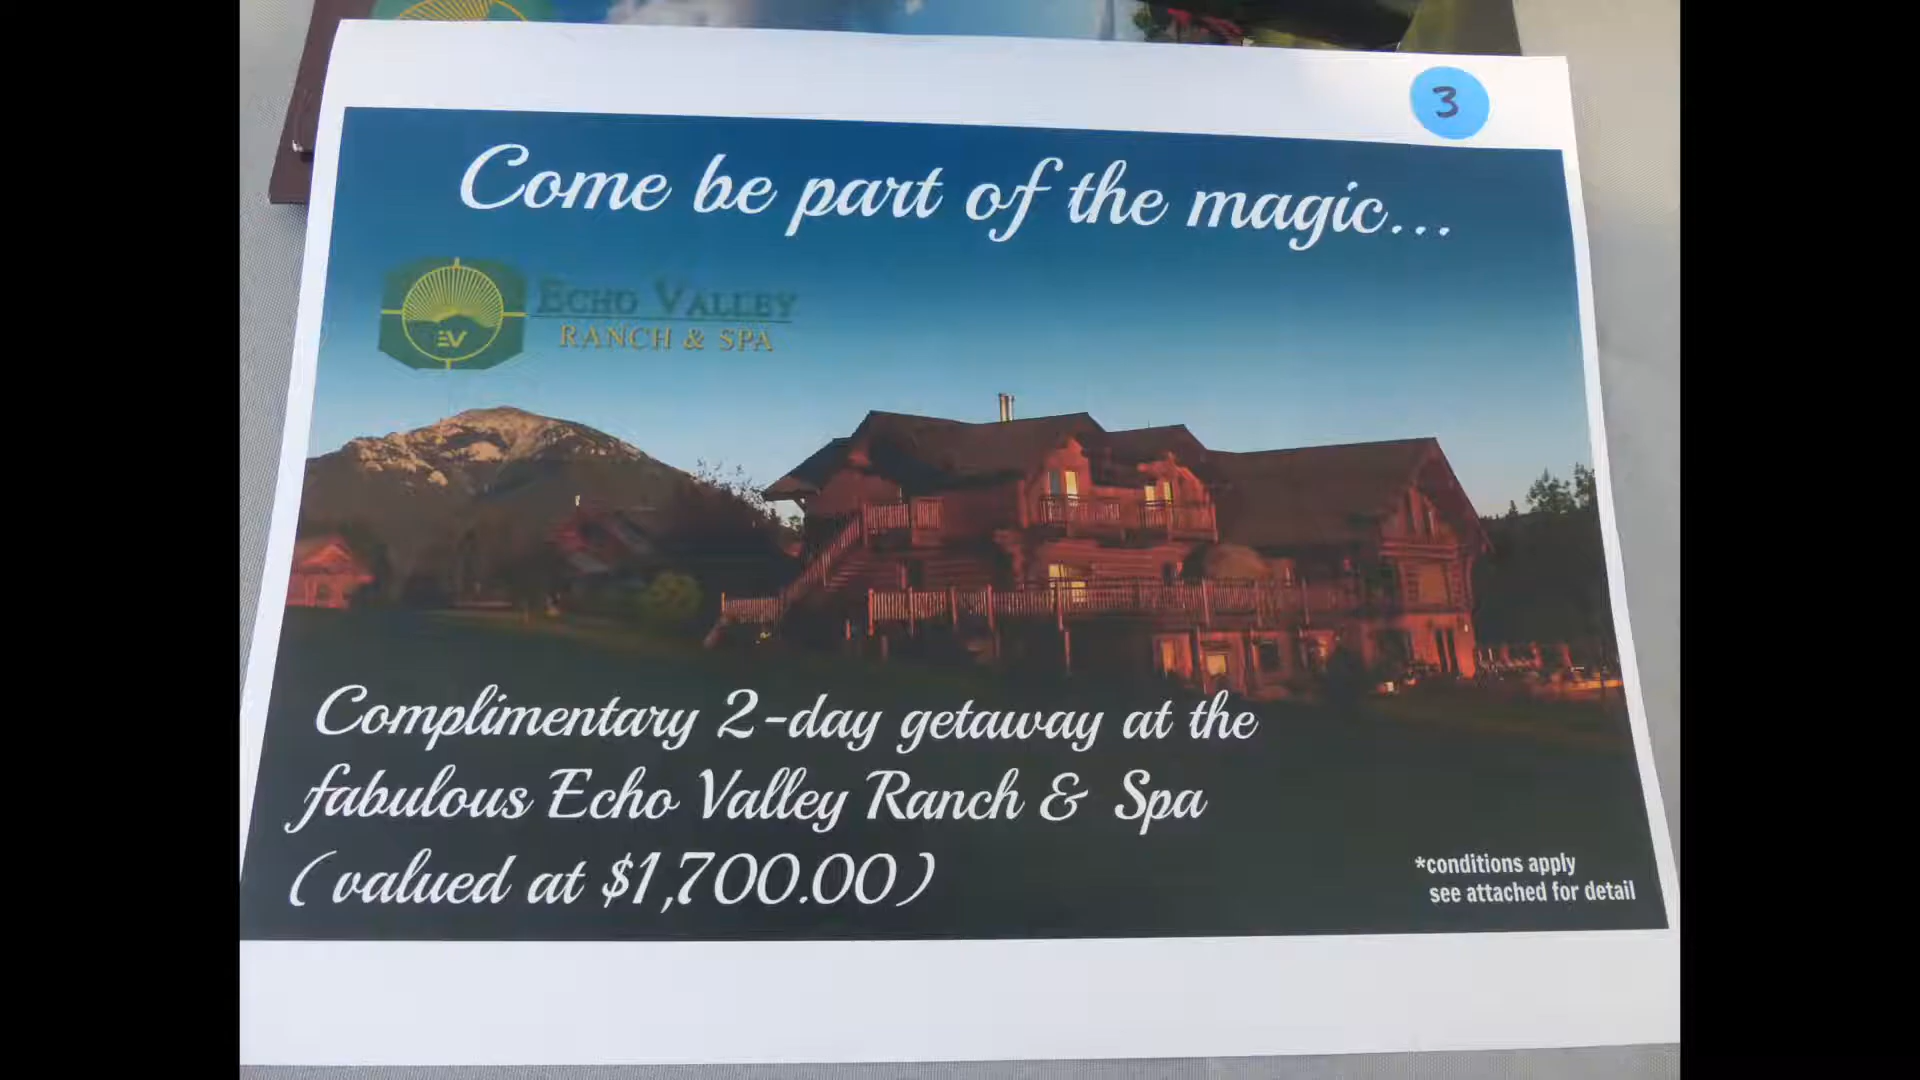 3
Come be part of the magic...
EV
ECHO VALLEY
RANCH & SPA
Complimentary 2-day getaway at the
fabulous Echo Valley Ranch & Spa
(valued at $1,700.00)
*conditions apply
see attached for detail